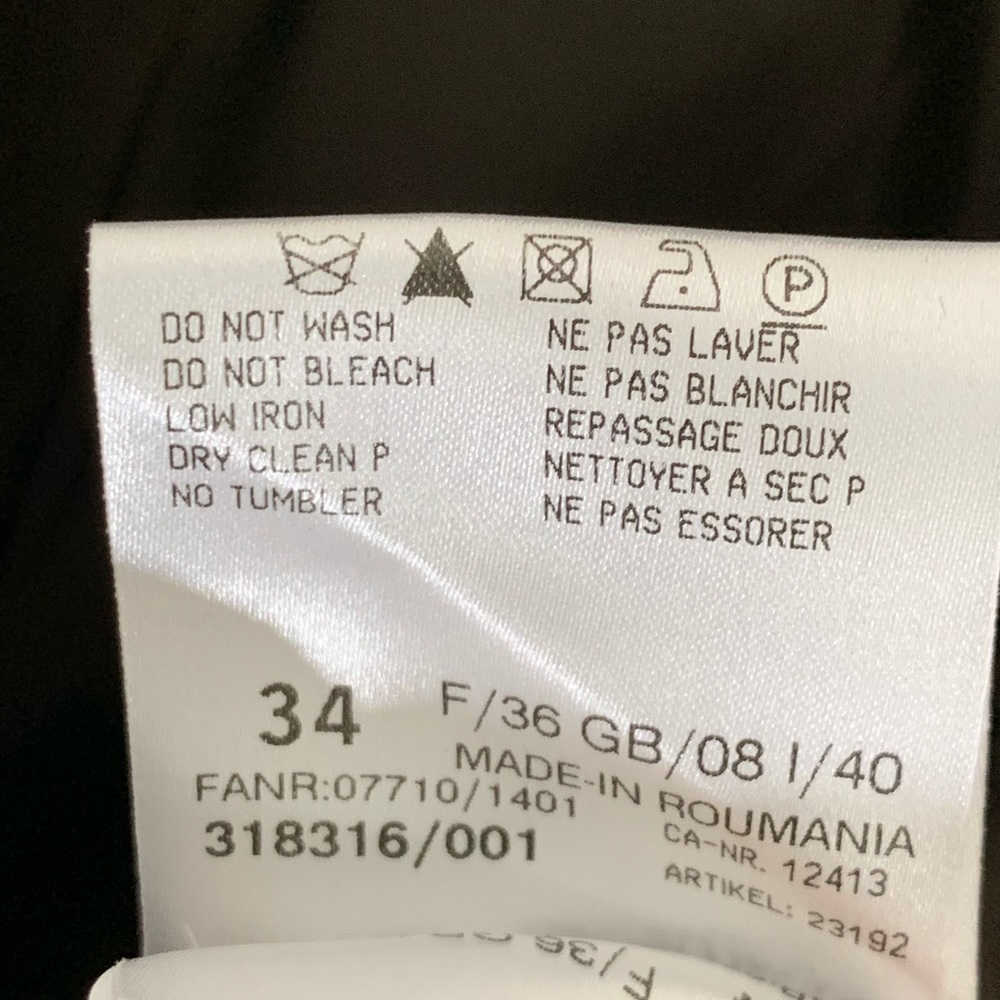 P
DO NOT WASH
DO NOT BLEACH
LOW IRON
DRY CLEAN P
NO TUMBLER
NE PAS LAVER
NE PAS BLANCHIR
REPASSAGE DOUX
NETTOYER A SEC P
NE PAS ESSORER
34 F/36 GB/08 I/40
MADE-IN ROUMANIA
FANR:07710/1401
318316/001
CA-NR. 12413
ARTIKEL: 23192
F/36